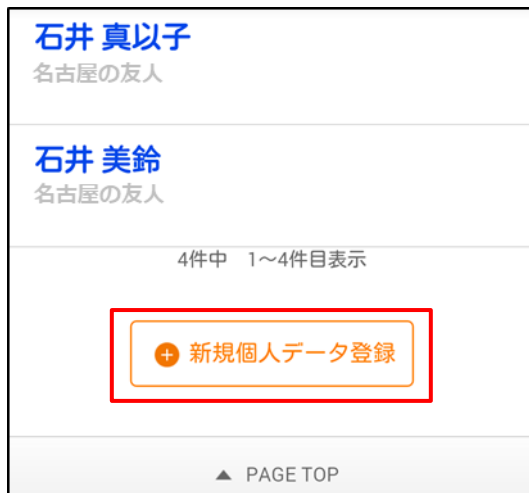 石井 真以子
名古屋の友人
石井 美鈴
名古屋の友人
4件中　1～4件目表示
新規個人データ登録
▲ PAGE TOP